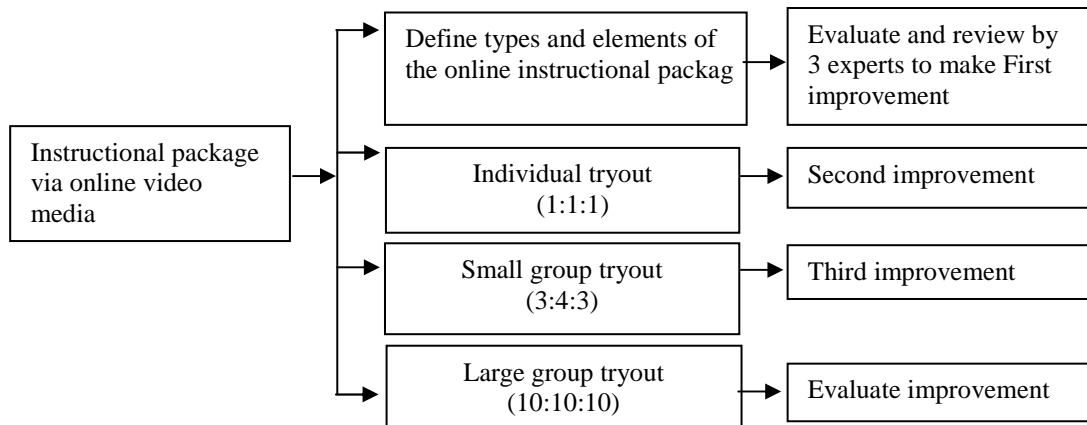 Instructional package
via online video
media
Define types and elements of
the online instructional packag
Evaluate and review by
3 experts to make First
improvement
Individual tryout
(1:1:1)
Second improvement
Small group tryout
(3:4:3)
Third improvement
Large group tryout
(10:10:10)
Evaluate improvement